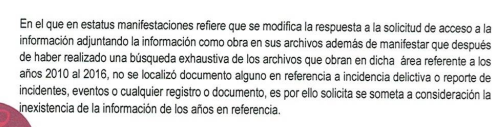 En el que en estatus manifestaciones refiere que se modifica la respuesta a la solicitud de acceso a la
información adjuntando la información como obra en sus archivos además de manifestar que después
de haber realizado una búsqueda exhaustiva de los archivos que obran en dicha área referente a los
años 2010 al 2016, no se localizó documento alguno en referencia a incidencia delictiva o reporte de
incidentes, eventos o cualquier registro o documento, es por ello solicita se someta a consideración la
inexistencia de la información de los años en referencia.